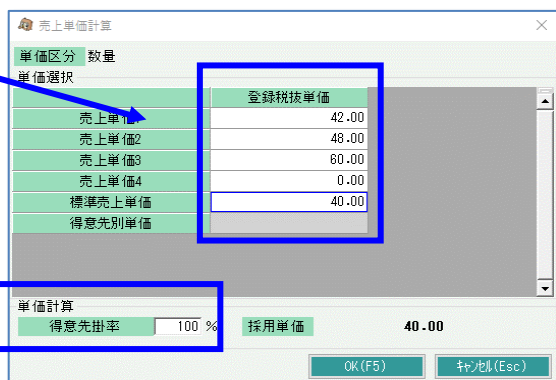 売上単価計算
単価区分 数量
単価選択
登録税抜単価
売上単価 42.00
売上単価2 48.00
売上単価3 60.00
売上単価4 0.00
標準売上単価 40.00
得意先別単価
単価計算
得意先掛率 100 % 採用単価 40.00
OK(F5) ｷｬﾝｾﾙ(Esc)